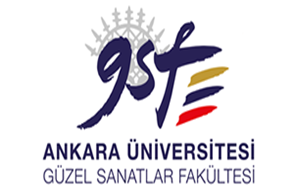 gsf
ANKARA ÜNİVERSİTESİ
GÜZEL SANATLAR FAKÜLTESİ